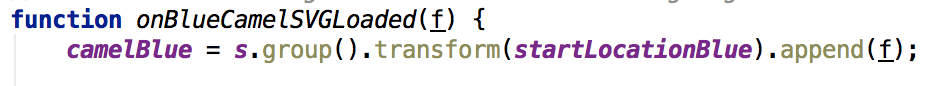 function onBlueCamelSVGLoaded(f) {
    camelBlue = s.group().transform(startLocationBlue).append(f);